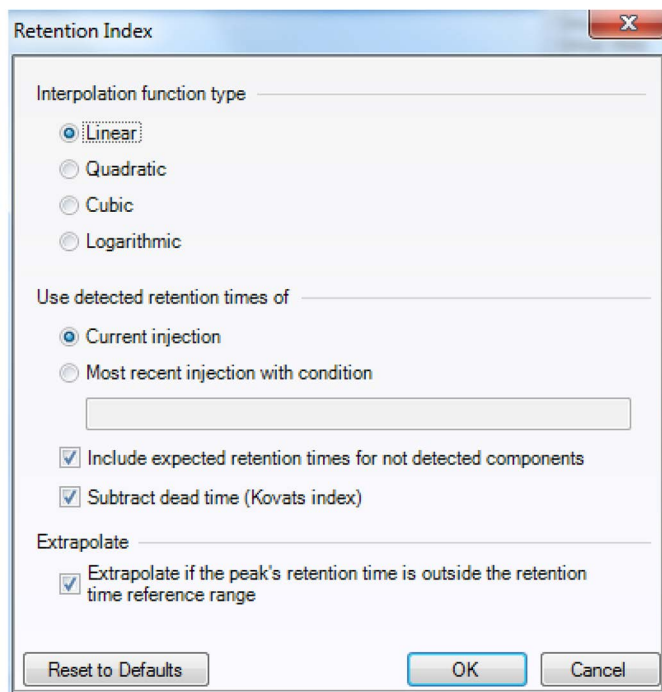 Retention Index
Interpolation function type
Linear
Quadratic
Cubic
Logarithmic
Use detected retention times of
Current injection
Most recent injection with condition
Include expected retention times for not detected components
Subtract dead time (Kovats index)
Extrapolate
Extrapolate if the peak's retention time is outside the retention
time reference range
Reset to Defaults
OK
Cancel